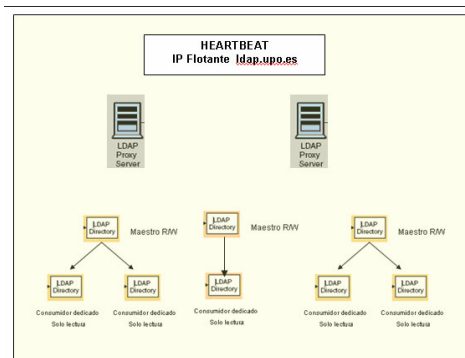 HEARTBEAT
IP Flotante ldap.upo.es
LDAP
Proxy
Server
LDAP
Proxy
Server
LDAP
Directory
Maestro R/W
LDAP
Directory
Maestro R/W
LDAP
Directory
Maestro R/W
LDAP
Directory
LDAP
Directory
LDAP
Directory
LDAP
Directory
LDAP
Directory
Consumidor dedicado
Solo lectura
Consumidor dedicado
Solo lectura
Consumidor dedicado
Solo lectura
Consumidor dedicado
Solo lectura
Consumidor dedicado
Solo lectura